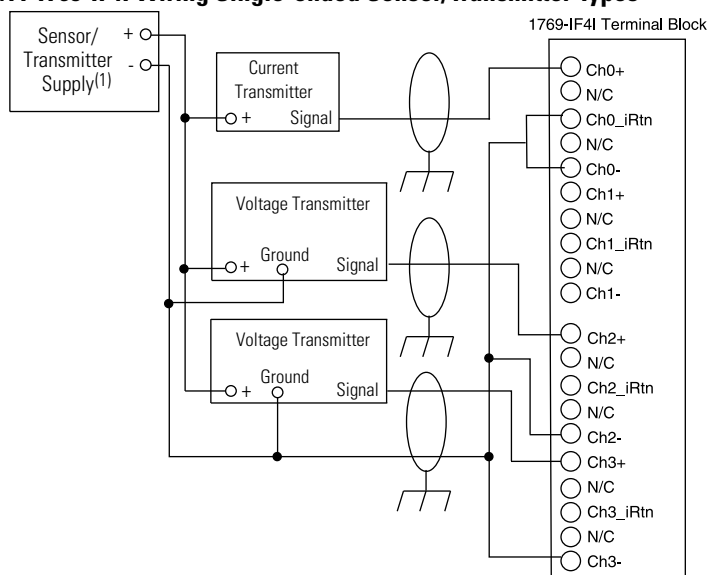 1769-IF4I Terminal Block
Sensor/
Transmitter
Supply(1)
+
-
Current
Transmitter
+ Signal
Voltage Transmitter
Ground
+ Signal
Voltage Transmitter
Ground
+ Signal
Ch0+
N/C
Ch0_iRtn
N/C
Ch0-
Ch1+
N/C
Ch1_iRtn
N/C
Ch1-
Ch2+
N/C
Ch2_iRtn
N/C
Ch2-
Ch3+
N/C
Ch3_iRtn
N/C
Ch3-